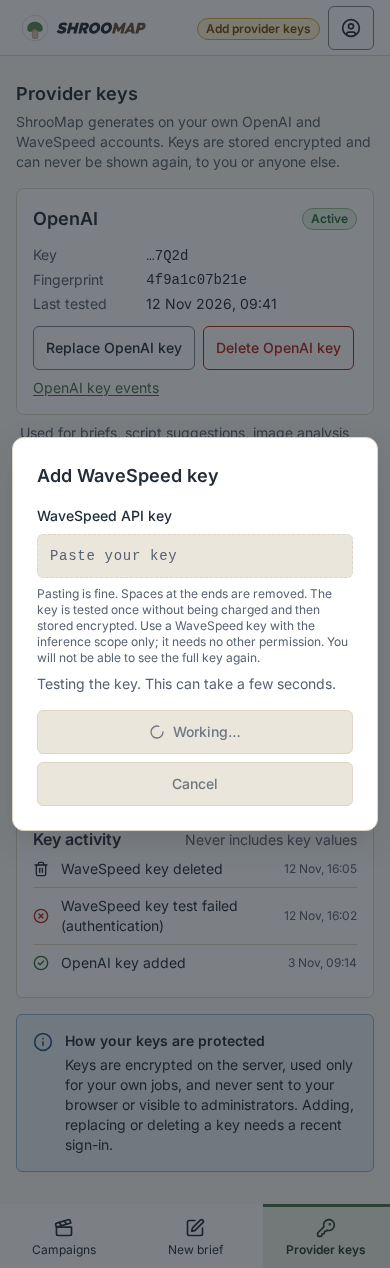 SHROOMAP
Add provider keys
Provider keys
ShrooMap generates on your own OpenAI and
WaveSpeed accounts. Keys are stored encrypted and
can never be shown again, to you or anyone else.
OpenAI
Active
Key …7Q2d
Fingerprint 4f9a1c07b21e
Last tested 12 Nov 2026, 09:41
Replace OpenAI key
Delete OpenAI key
OpenAI key events
Used for briefs, script suggestions, image analysis
Add WaveSpeed key
WaveSpeed API key
Paste your key
Pasting is fine. Spaces at the ends are removed. The
key is tested once without being charged and then
stored encrypted. Use a WaveSpeed key with the
inference scope only; it needs no other permission. You
will not be able to see the full key again.
Testing the key. This can take a few seconds.
Working…
Cancel
Key activity Never includes key values
WaveSpeed key deleted 12 Nov, 16:05
WaveSpeed key test failed
(authentication) 12 Nov, 16:02
OpenAI key added 3 Nov, 09:14
How your keys are protected
Keys are encrypted on the server, used only
for your own jobs, and never sent to your
browser or visible to administrators. Adding,
replacing or deleting a key needs a recent
sign-in.
Campaigns
New brief
Provider keys